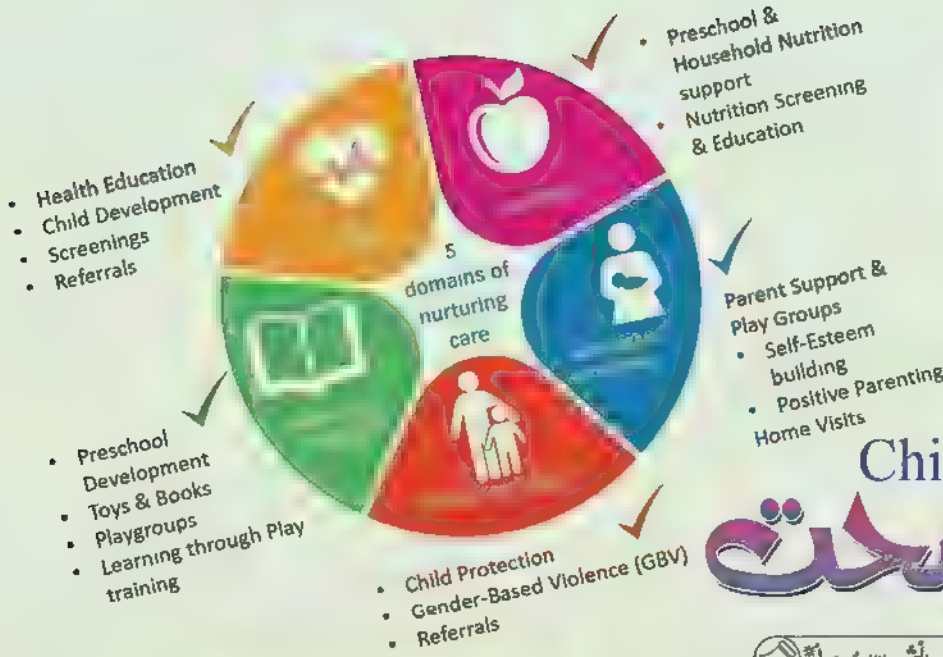 • Preschool &
Household Nutrition
support
• Nutrition Screening
& Education
• Health Education
• Child Development
• Screenings
• Referrals
5
domains of
nurturing
care
Parent Support &
Play Groups
• Self-Esteem
building
• Positive Parenting
Home Visits
• Preschool
Development
• Toys & Books
• Playgroups
• Learning through Play
training
• Child Protection
• Gender-Based Violence (GBV)
• Referrals
Chi